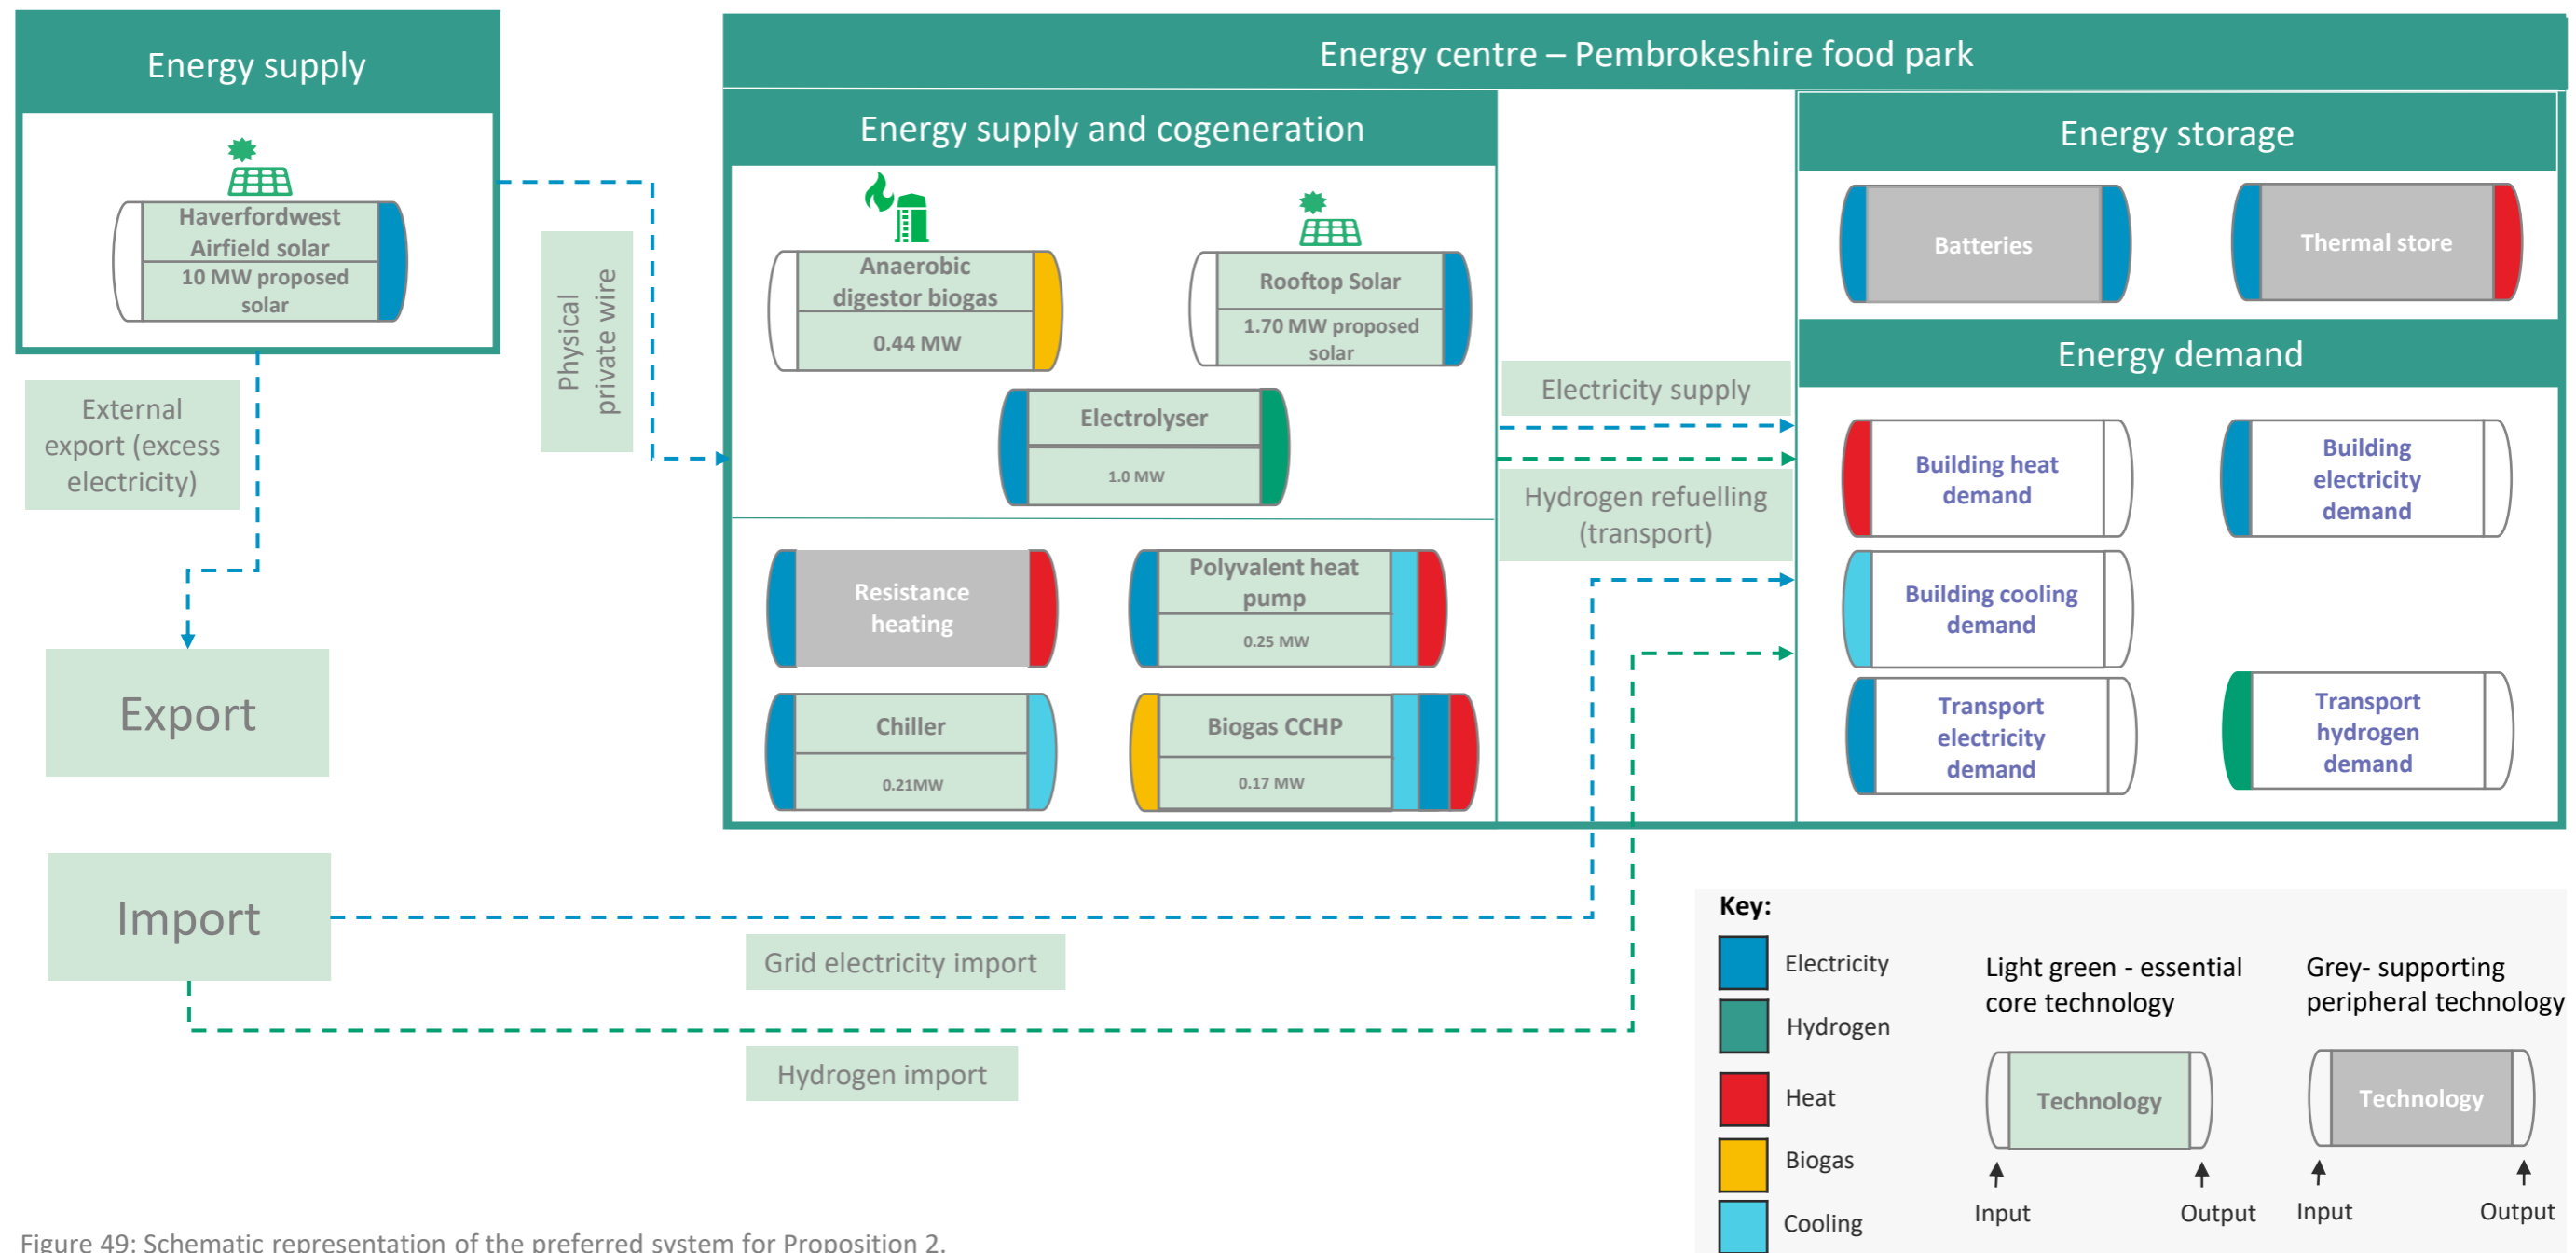 Energy supply
Haverfordwest
Airfield solar
10 MW proposed
solar
External
export (excess
electricity)
Export
Import
Physical
private wire
Energy centre – Pembrokeshire food park
Energy supply and cogeneration
Anaerobic
digestor biogas
0.44 MW
Rooftop Solar
1.70 MW proposed
solar
Electrolyser
1.0 MW
Resistance
heating
Polyvalent heat
pump
0.25 MW
Chiller
0.21MW
Biogas CCHP
0.17 MW
Electricity supply
Hydrogen refuelling
(transport)
Energy storage
Batteries
Thermal store
Energy demand
Building heat
demand
Building
electricity
demand
Building cooling
demand
Transport
electricity
demand
Transport
hydrogen
demand
Grid electricity import
Hydrogen import
Key:
Electricity
Hydrogen
Heat
Biogas
Cooling
Light green - essential
core technology
Technology
Input
Output
Grey- supporting
peripheral technology
Technology
Input
Output
Figure 49: Schematic representation of the preferred system for Proposition 2.